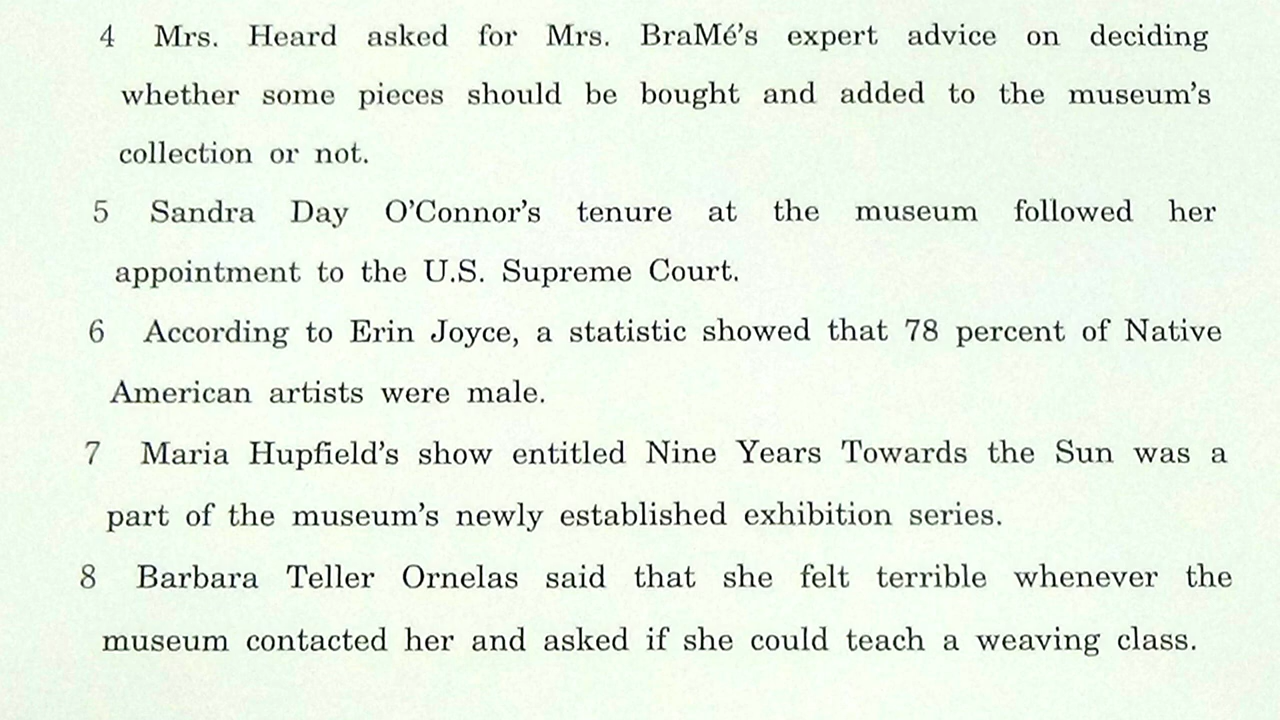 4 Mrs. Heard asked for Mrs. BraMé's expert advice on deciding
whether some pieces should be bought and added to the museum's
collection or not.
5 Sandra Day O'Connor's tenure at the museum followed her
appointment to the U.S. Supreme Court.
6 According to Erin Joyce, a statistic showed that 78 percent of Native
American artists were male.
7 Maria Hupfield's show entitled Nine Years Towards the Sun was a
part of the museum's newly established exhibition series.
8 Barbara Teller Ornelas said that she felt terrible whenever the
museum contacted her and asked if she could teach a weaving class.